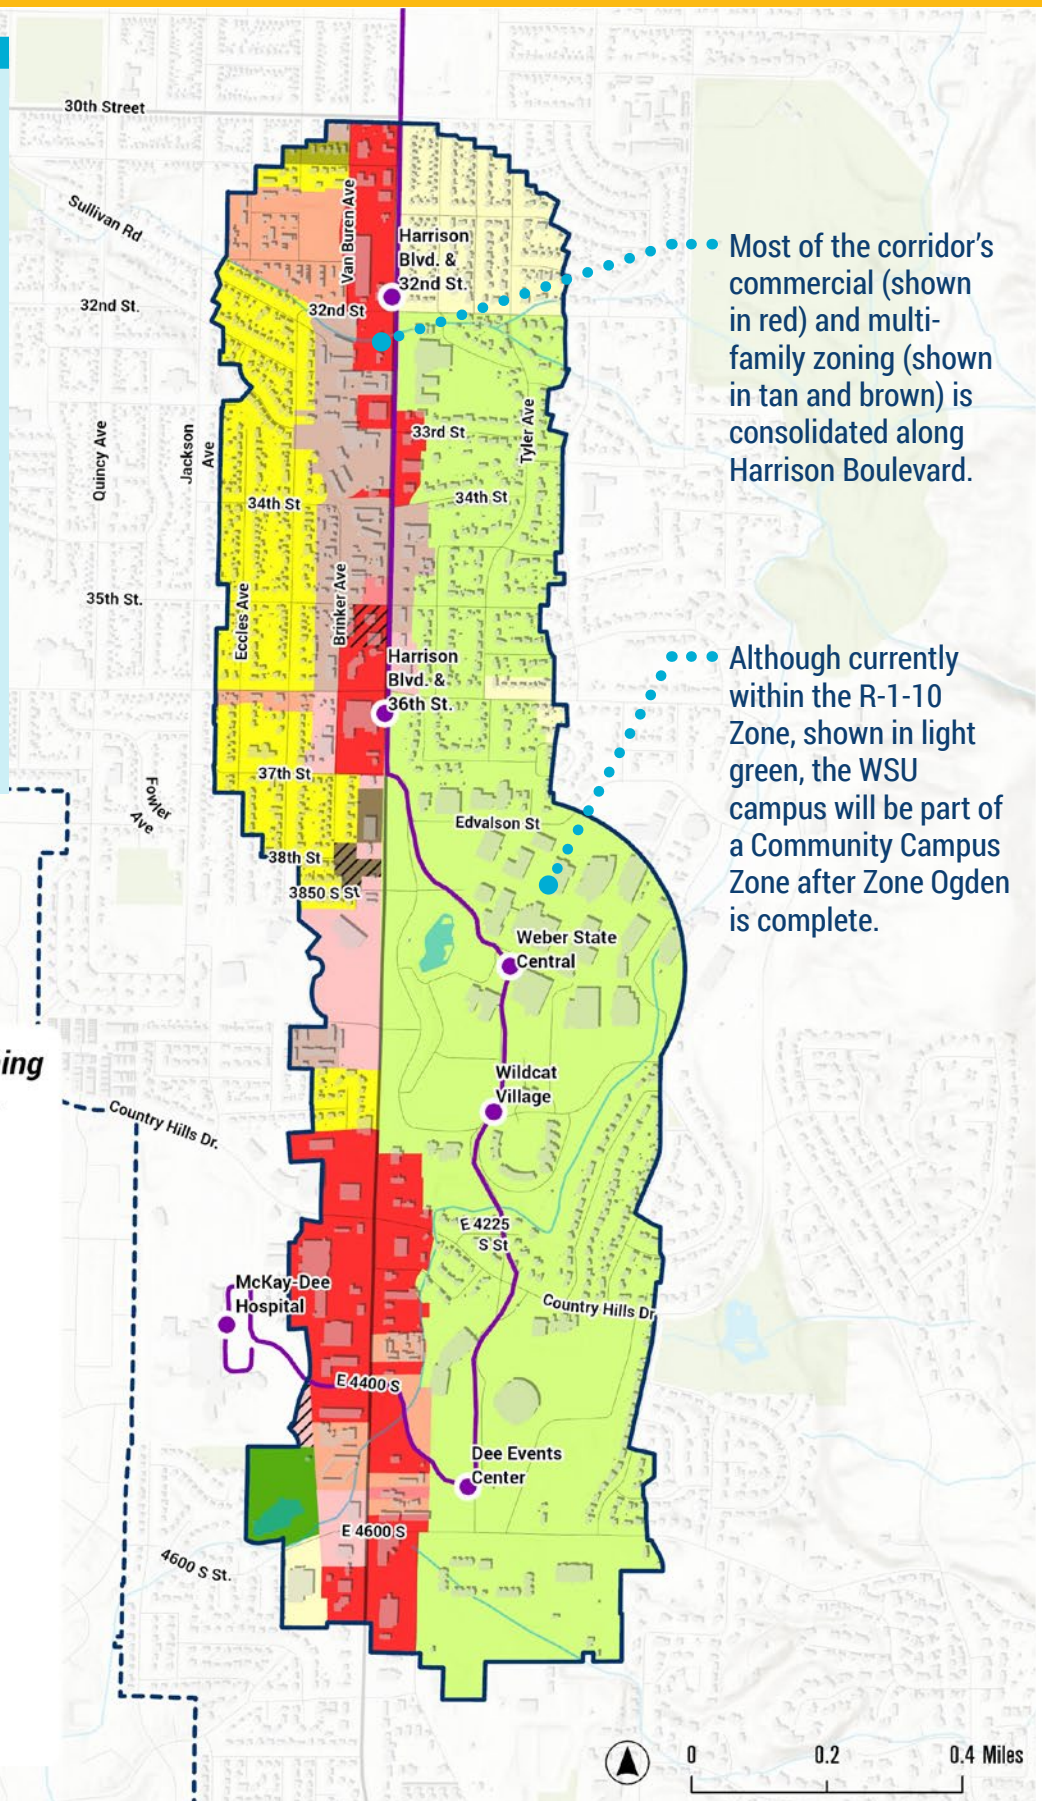 30th Street
Sullivan Rd
Van Buren Ave
Harrison
Blvd. &
32nd St.
32nd St.
32nd St
Most of the corridor's
commercial (shown
in red) and multi-
family zoning (shown
in tan and brown) is
consolidated along
Harrison Boulevard.
Quincy Ave
Jackson
Ave
33rd St
Tyler Ave
34th St
34th St
35th St.
Eccles Ave
Brinker Ave
Harrison
Blvd. &
36th St.
Although currently
within the R-1-10
Zone, shown in light
green, the WSU
campus will be part of
a Community Campus
Zone after Zone Ogden
is complete.
37th St
Fowler
Ave
Edvalson St
38th St
3850 S St
Weber State
Central
ing
Wildcat
Village
Country Hills Dr.
E 4225
S St
McKay-Dee
Hospital
Country Hills Dr
E 4400 S
Dee Events
Center
E 4600 S
4600 S St.
0 0.2 0.4 Miles